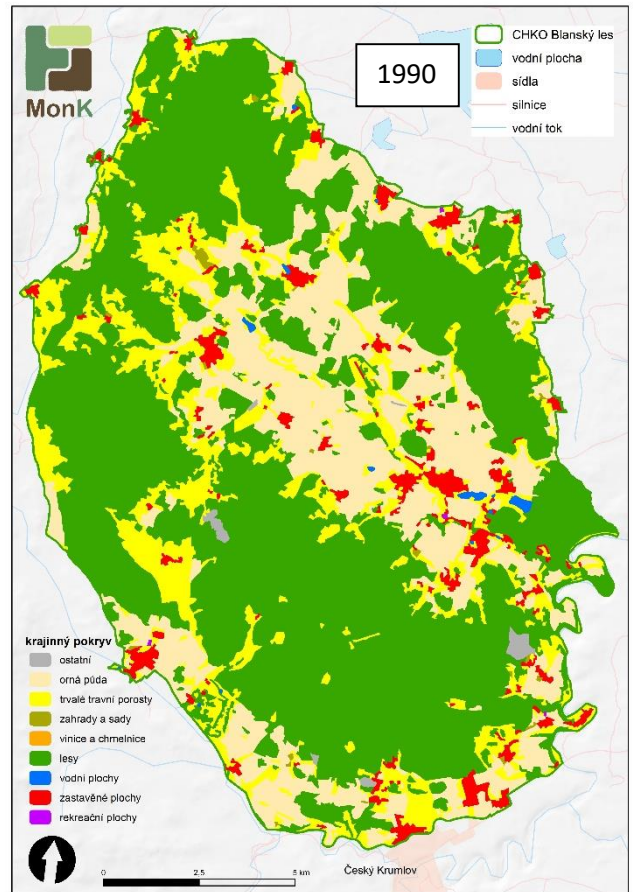 MonK
1990
CHKO Blanský les
vodní plocha
sídla
silnice
vodní tok
krajinný pokryv
ostatní
orná půda
trvalé travní porosty
zahrady a sady
vinice a chmelnice
lesy
vodní plochy
zastavěné plochy
rekreační plochy
0 2.5 5 km
Český Krumlov